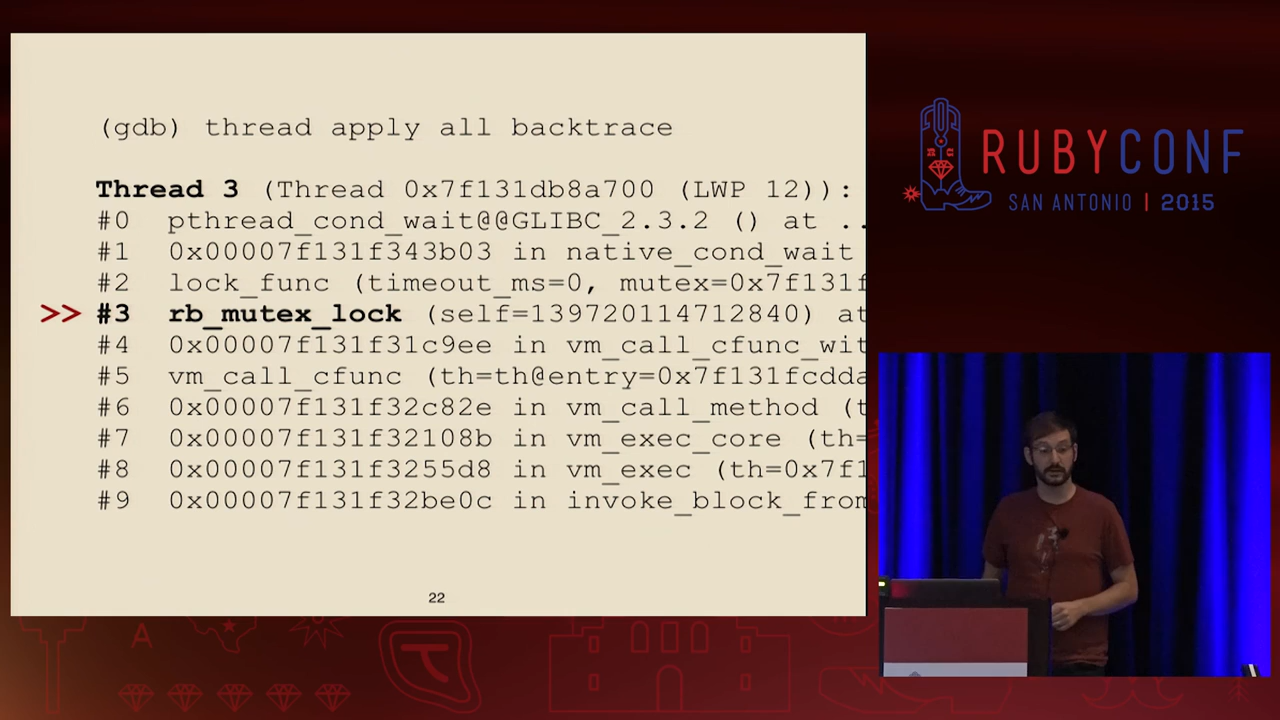 (gdb) thread apply all backtrace
Thread 3 (Thread 0x7f131db8a700 (LWP 12)):
#0 pthread_cond_wait@@GLIBC_2.3.2 () at ..
#1 0x00007f131f343b03 in native_cond_wait
#2 lock_func (timeout_ms=0, mutex=0x7f131f
>> #3 rb_mutex_lock (self=139720114712840) at
#4 0x00007f131f31c9ee in vm_call_cfunc_wit
#5 vm_call_cfunc (th=th@entry=0x7f131fcdda
#6 0x00007f131f32c82e in vm_call_method (t
#7 0x00007f131f32108b in vm_exec_core (th=
#8 0x00007f131f3255d8 in vm_exec (th=0x7f1
#9 0x00007f131f32be0c in invoke_block_from
22
RUBYCONF
SAN ANTONIO | 2015